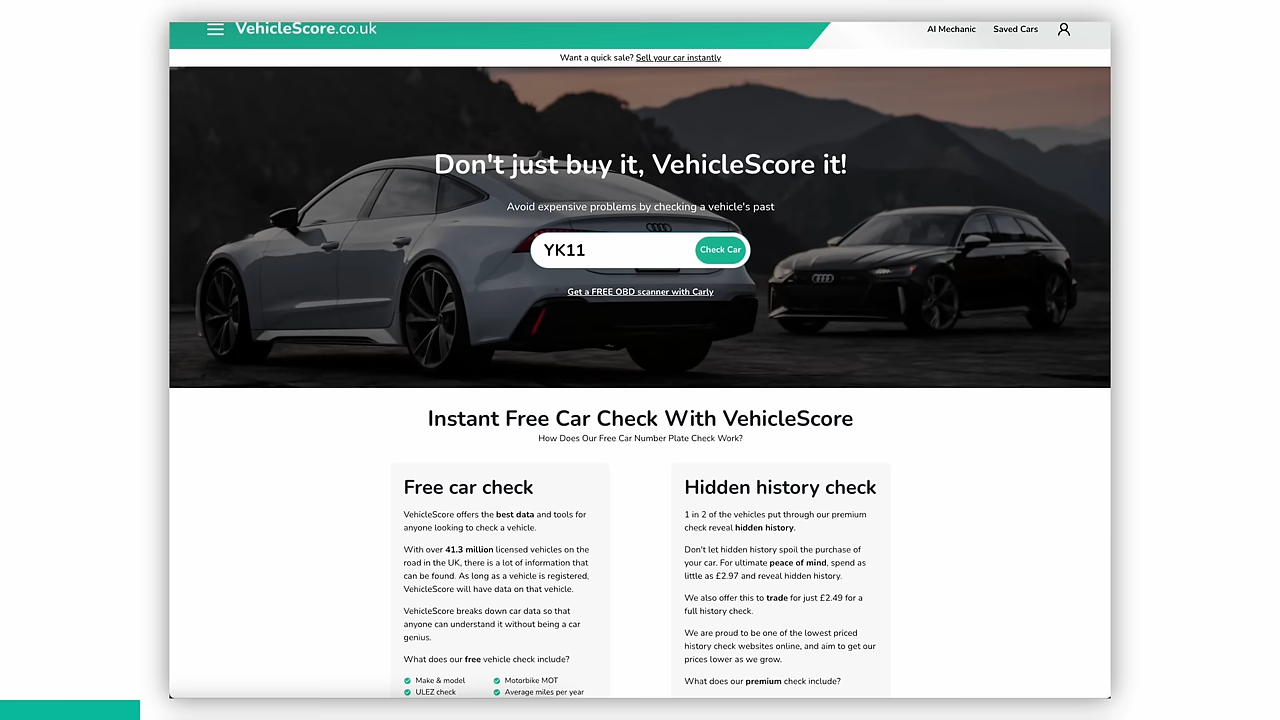 VehicleScore.co.uk
AI Mechanic
Saved Cars
Want a quick sale? Sell your car instantly
Don't just buy it, VehicleScore it!
Avoid expensive problems by checking a vehicle's past
YK11
Check Car
Get a FREE OBD scanner with Carly
Instant Free Car Check With VehicleScore
How Does Our Free Car Number Plate Check Work?
Free car check
VehicleScore offers the best data and tools for
anyone looking to check a vehicle.
With over 41.3 million licensed vehicles on the
road in the UK, there is a lot of information that
can be found. As long as a vehicle is registered,
VehicleScore will have data on that vehicle.
VehicleScore breaks down car data so that
anyone can understand it without being a car
genius.
What does our free vehicle check include?
Make & model
Motorbike MOT
ULEZ check
Average miles per year
Hidden history check
1 in 2 of the vehicles put through our premium
check reveal hidden history.
Don't let hidden history spoil the purchase of
your car. For ultimate peace of mind, spend as
little as £2.97 and reveal hidden history.
We also offer this to trade for just £2.49 for a
full history check.
We are proud to be one of the lowest priced
history check websites online, and aim to get our
prices lower as we grow.
What does our premium check include?